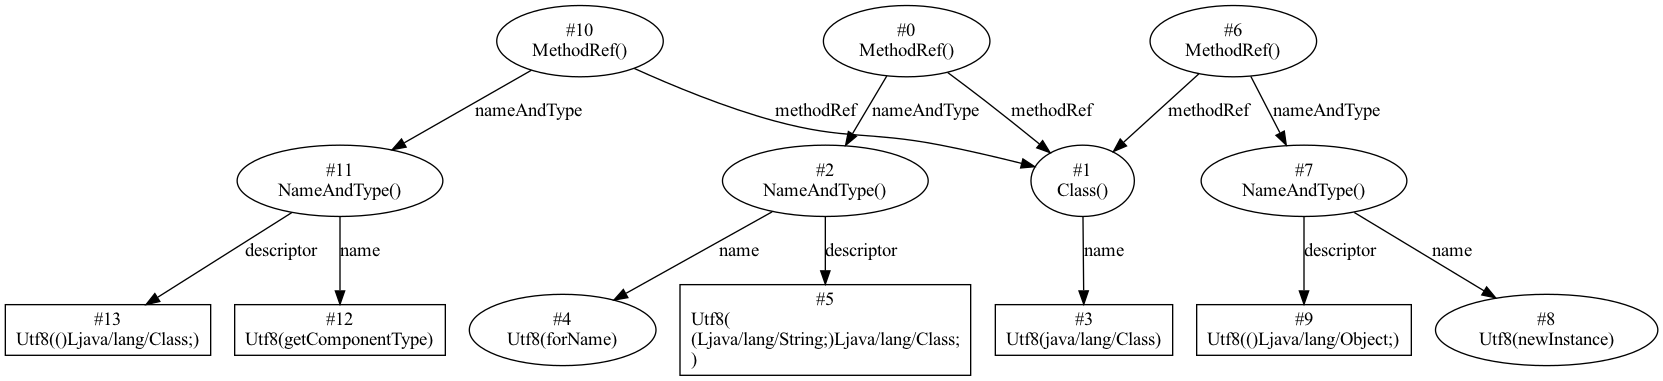 #10
MethodRef()
#0
MethodRef()
#6
MethodRef()
nameAndType
methodRef
nameAndType
methodRef
methodRef
nameAndType
#11
NameAndType()
#2
NameAndType()
#1
Class()
#7
NameAndType()
descriptor
name
name
descriptor
name
descriptor
name
#13
Utf8(()Ljava/lang/Class;)
#12
Utf8(getComponentType)
#4
Utf8(forName)
#5
Utf8(
(Ljava/lang/String;)Ljava/lang/Class;
)
#3
Utf8(java/lang/Class)
#9
Utf8(()Ljava/lang/Object;)
#8
Utf8(newInstance)